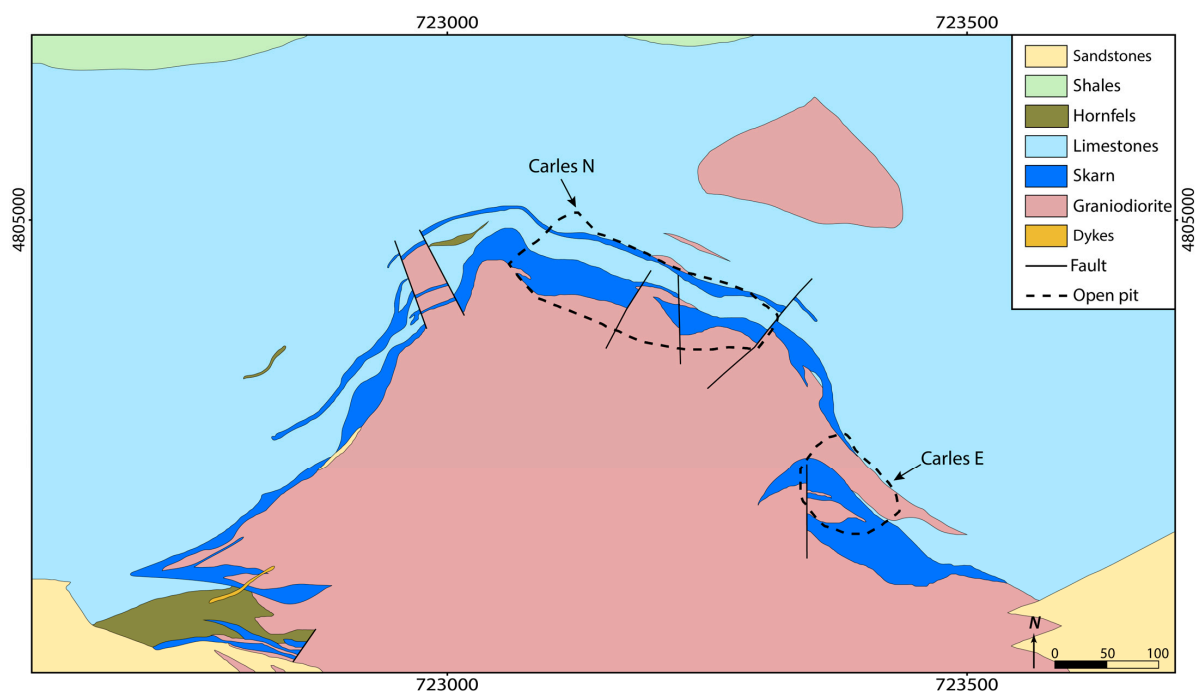 723000
723500
Sandstones
Shales
Hornfels
Limestones
Skarn
Graniodiorite
Dykes
Fault
Open pit
Carles N
4805000
4805000
Carles E
N
0 50 100
723000
723500